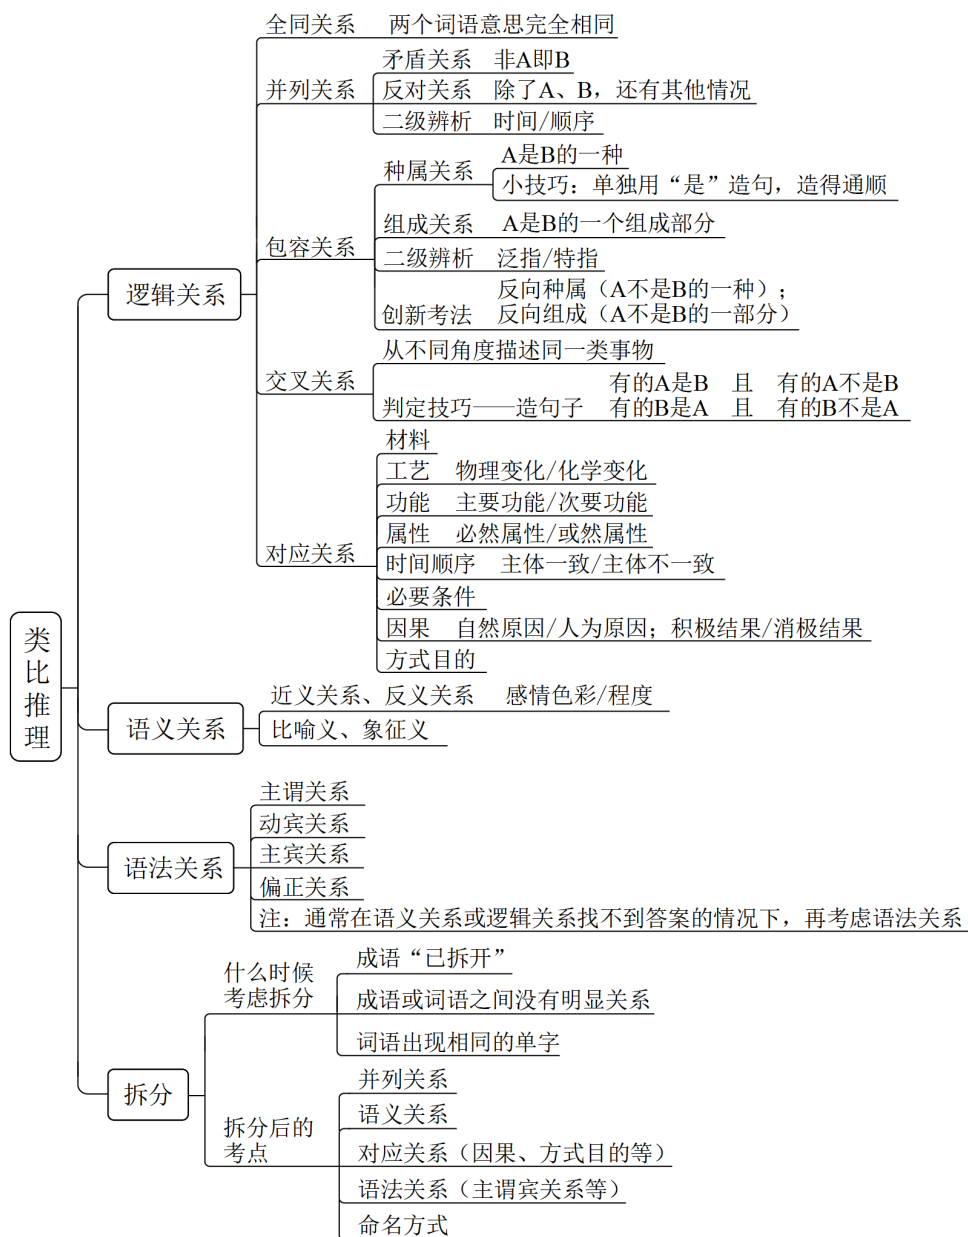 类比推理
逻辑关系
全同关系 两个词语意思完全相同
并列关系
矛盾关系 非A即B
反对关系 除了A、B，还有其他情况
二级辨析 时间/顺序
包容关系
种属关系
A是B的一种
小技巧：单独用“是”造句，造得通顺
组成关系 A是B的一个组成部分
二级辨析 泛指/特指
创新考法
反向种属（A不是B的一种）；
反向组成（A不是B的一部分）
交叉关系
从不同角度描述同一类事物
判定技巧——造句子
有的A是B 且 有的A不是B
有的B是A 且 有的B不是A
对应关系
材料
工艺 物理变化/化学变化
功能 主要功能/次要功能
属性 必然属性/或然属性
时间顺序 主体一致/主体不一致
必要条件
因果 自然原因/人为原因；积极结果/消极结果
方式目的
语义关系
近义关系、反义关系 感情色彩/程度
比喻义、象征义
语法关系
主谓关系
动宾关系
主宾关系
偏正关系
注：通常在语义关系或逻辑关系找不到答案的情况下，再考虑语法关系
拆分
什么时候
考虑拆分
成语“已拆开”
成语或词语之间没有明显关系
词语出现相同的单字
拆分后的
考点
并列关系
语义关系
对应关系（因果、方式目的等）
语法关系（主谓宾关系等）
命名方式